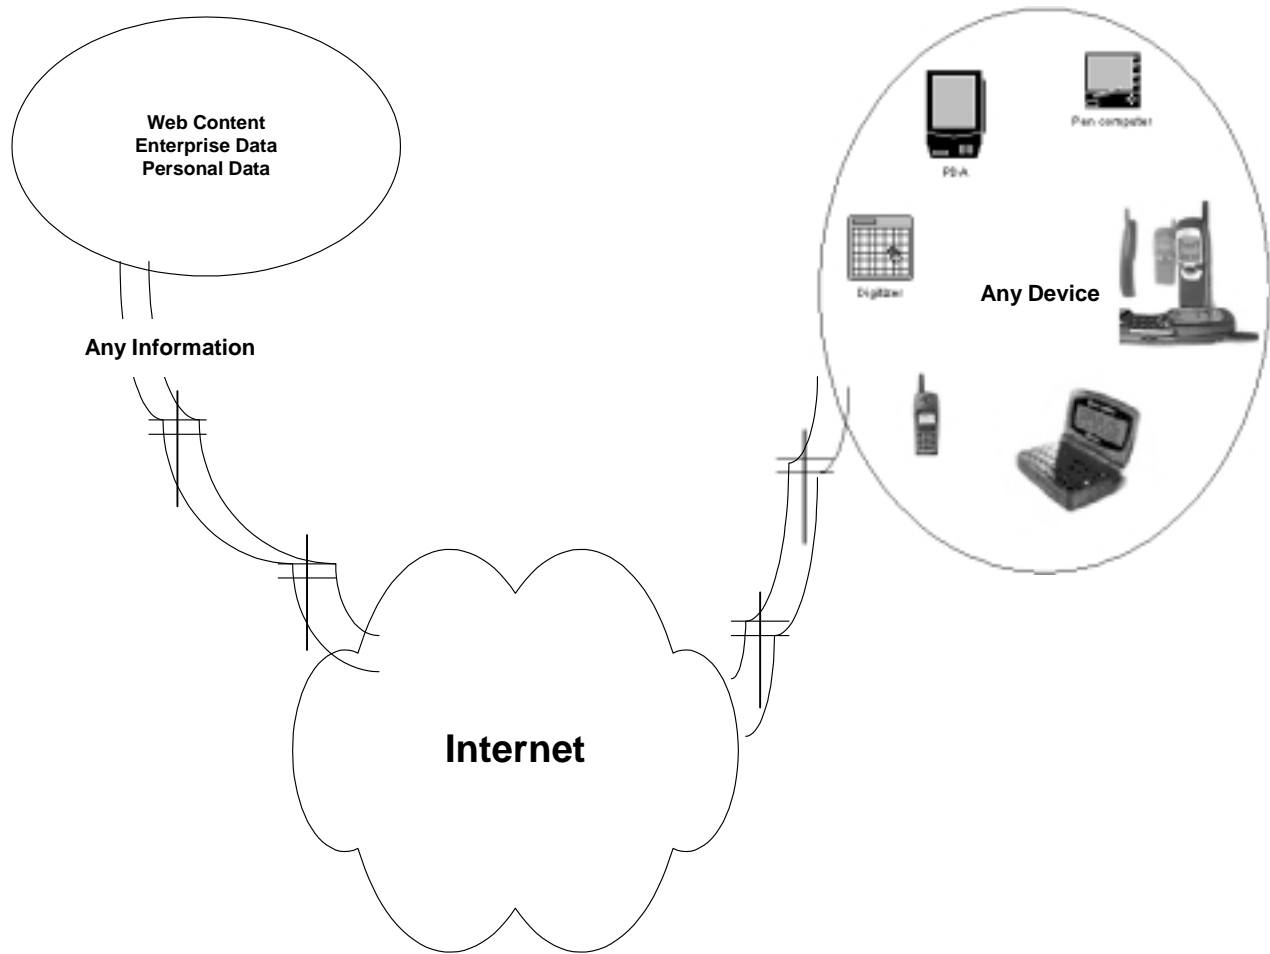 Web Content
Enterprise Data
Personal Data
Any Information
Internet
Pen computer
PDA
Digitizer
Any Device